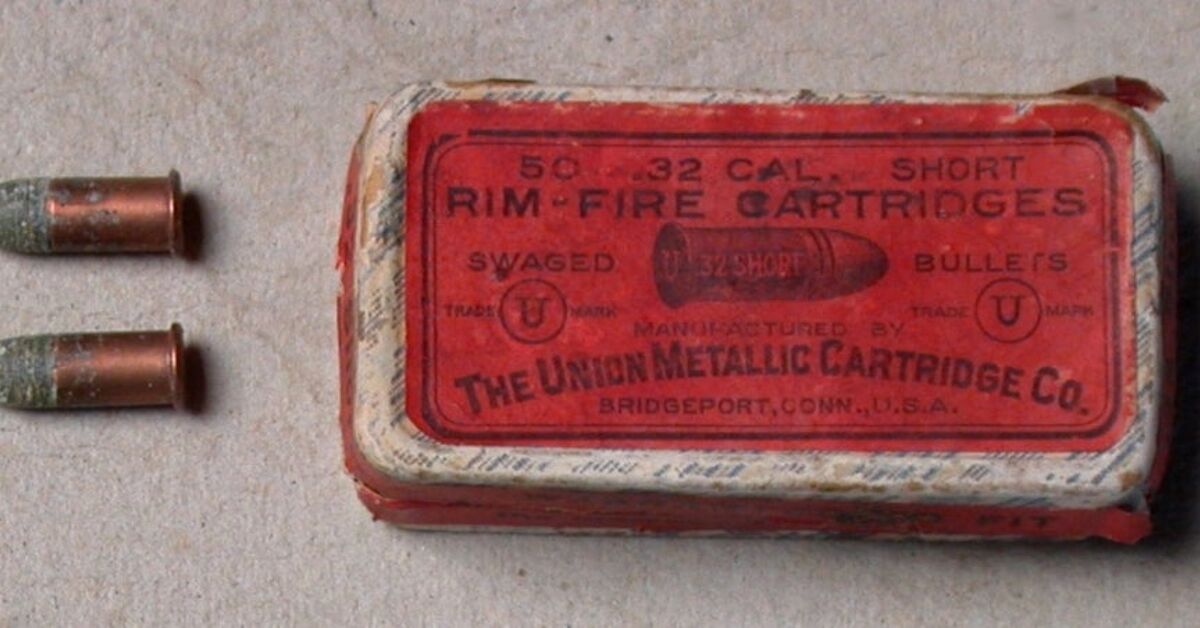 50 .32 CAL. SHORT
RIM-FIRE CARTRIDGES
SWAGED BULLETS
U 32 SHORT
TRADE U MARK TRADE U MARK
MANUFACTURED BY
THE UNION METALLIC CARTRIDGE CO.
BRIDGEPORT, CONN., U.S.A.